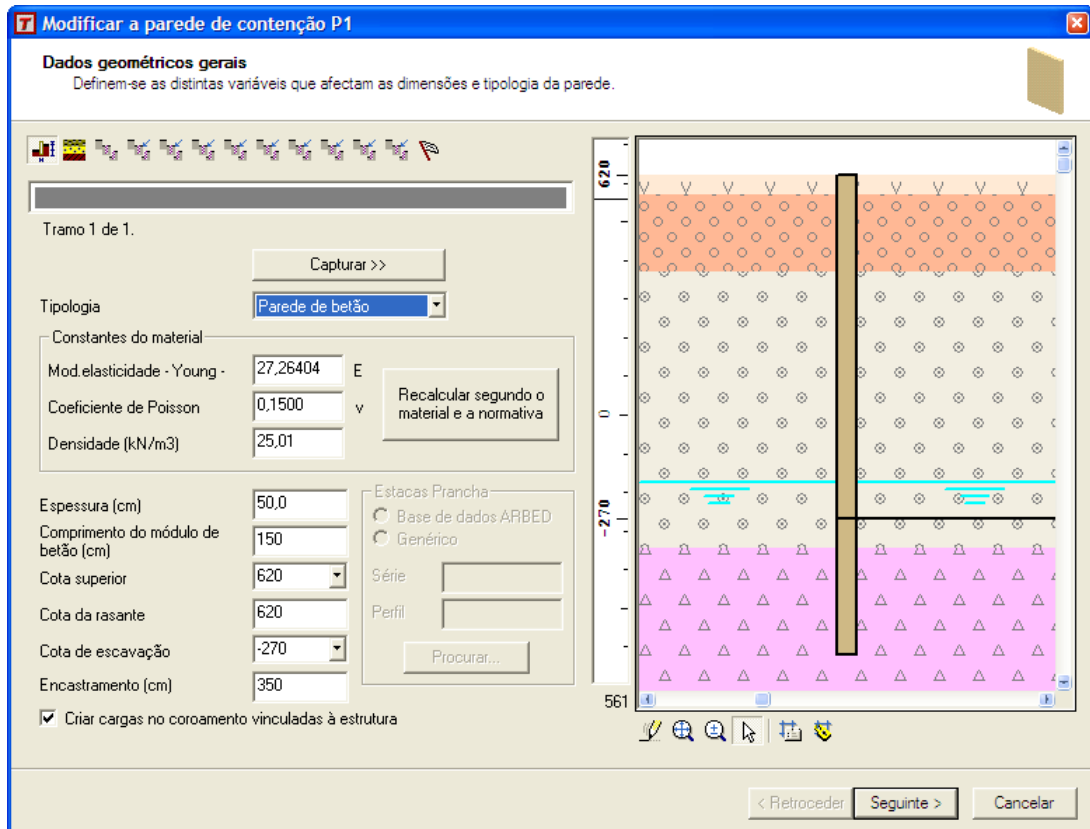 Modificar a parede de contenção P1
Dados geométricos gerais
Definem-se as distintas variáveis que afectam as dimensões e tipologia da parede.
Tramo 1 de 1.
Capturar >>
Tipologia
Parede de betão
Constantes do material
Mod.elasticidade - Young -
27,26404
E
Coeficiente de Poisson
0,1500
v
Densidade (kN/m3)
25,01
Recalcular segundo o
material e a normativa
Espessura (cm)
50,0
Comprimento do módulo de
betão (cm)
150
Cota superior
620
Cota da rasante
620
Cota de escavação
-270
Encastramento (cm)
350
Criar cargas no coroamento vinculadas à estrutura
Estacas Prancha
Base de dados ARBED
Genérico
Série
Perfil
Procurar...
620
0
-270
561
< Retroceder
Seguinte >
Cancelar